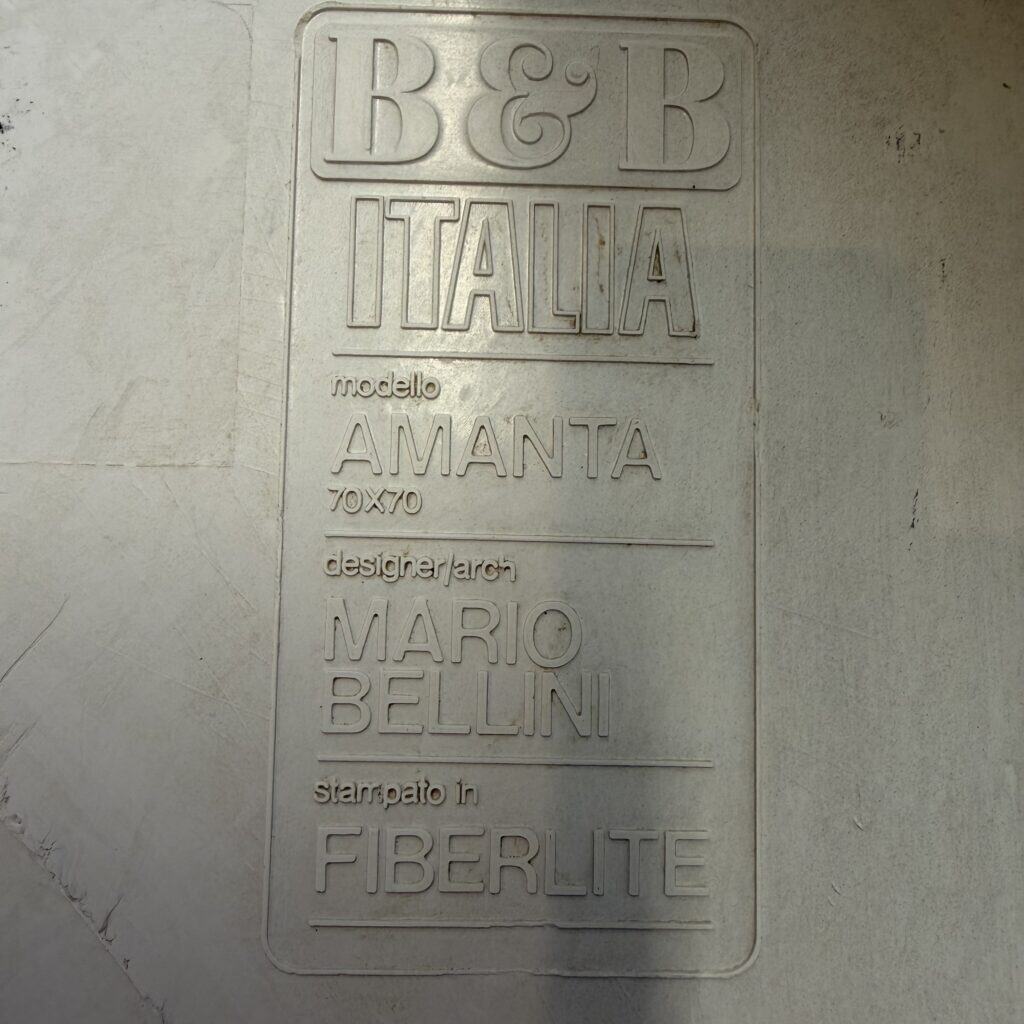 B&B
ITALIA
modello
AMANTA
70X70
designer/arch
MARIO
BELLINI
stampato in
FIBERLITE